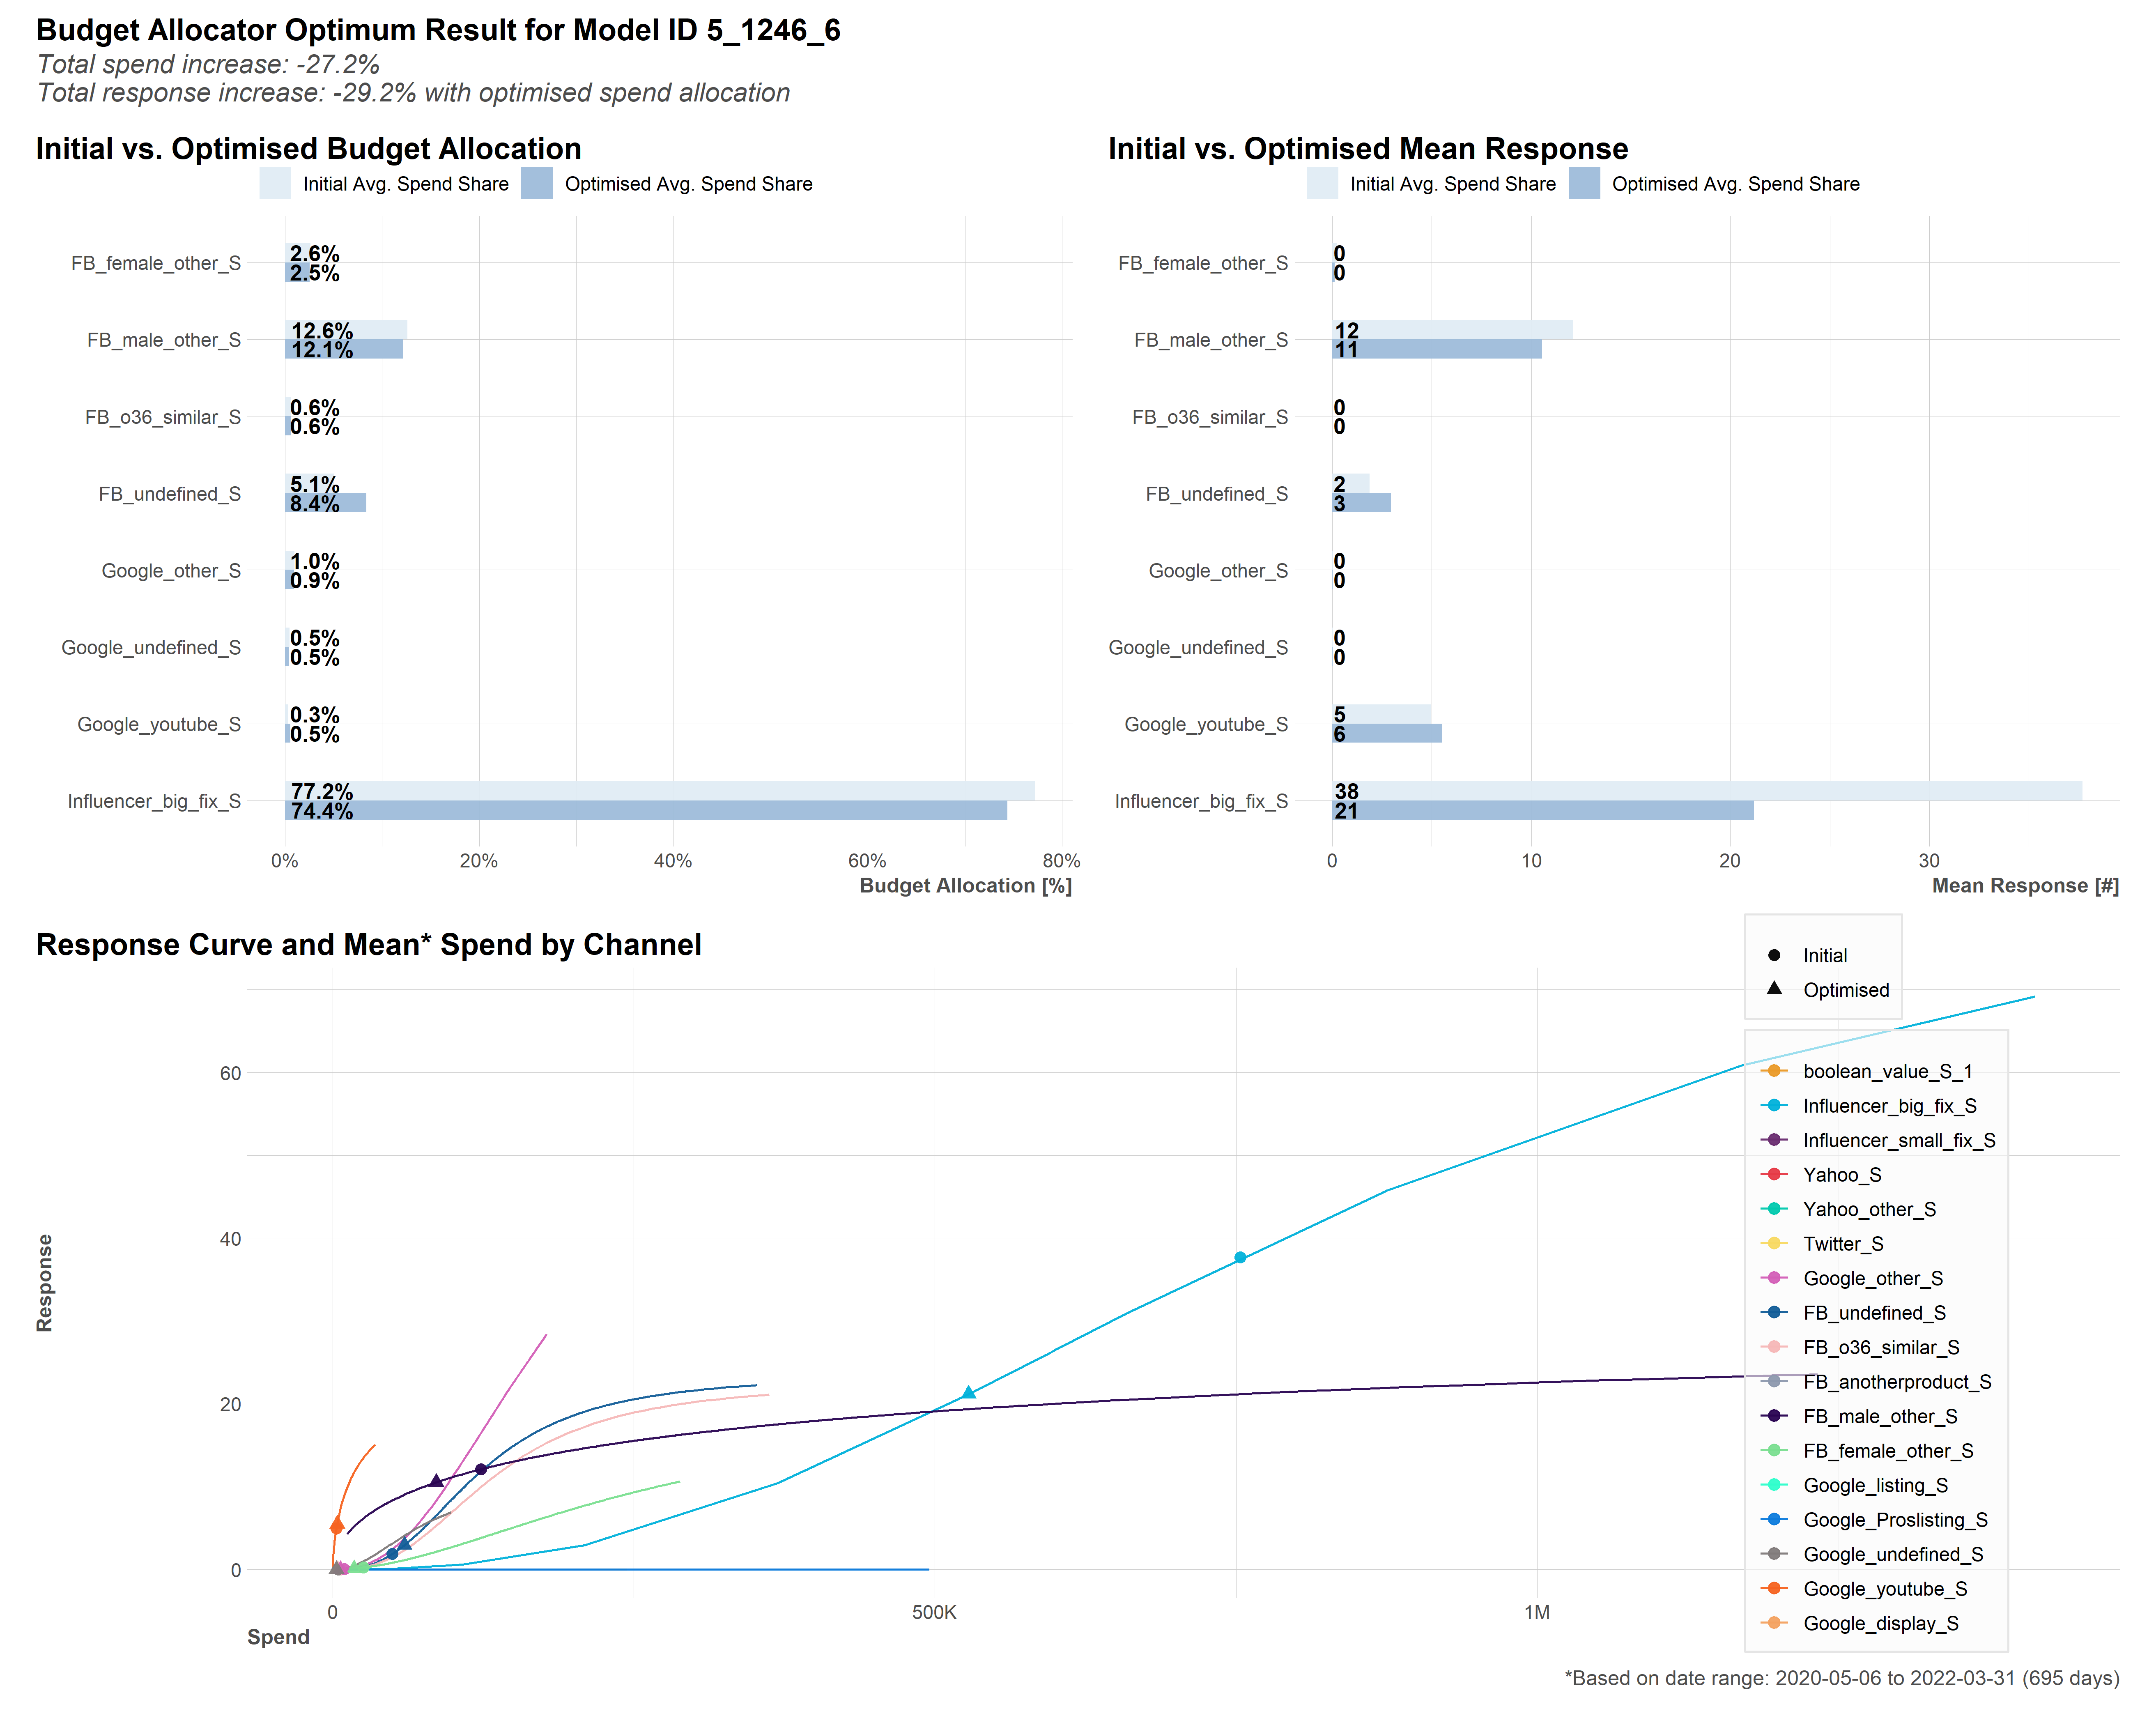 Budget Allocator Optimum Result for Model ID 5_1246_6
Total spend increase: -27.2%
Total response increase: -29.2% with optimised spend allocation
Initial vs. Optimised Budget Allocation
Initial Avg. Spend Share Optimised Avg. Spend Share
FB_female_other_S 2.6%
2.5%
FB_male_other_S 12.6%
12.1%
FB_o36_similar_S 0.6%
0.6%
FB_undefined_S 5.1%
8.4%
Google_other_S 1.0%
0.9%
Google_undefined_S 0.5%
0.5%
Google_youtube_S 0.3%
0.5%
Influencer_big_fix_S 77.2%
74.4%
0% 20% 40% 60% 80%
Budget Allocation [%]
Initial vs. Optimised Mean Response
Initial Avg. Spend Share Optimised Avg. Spend Share
FB_female_other_S 0
0
FB_male_other_S 12
11
FB_o36_similar_S 0
0
FB_undefined_S 2
3
Google_other_S 0
0
Google_undefined_S 0
0
Google_youtube_S 5
6
Influencer_big_fix_S 38
21
0 10 20 30
Mean Response [#]
Response Curve and Mean* Spend by Channel
Response
60
40
20
0
0 500K 1M
Spend
Initial
Optimised
boolean_value_S_1
Influencer_big_fix_S
Influencer_small_fix_S
Yahoo_S
Yahoo_other_S
Twitter_S
Google_other_S
FB_undefined_S
FB_o36_similar_S
FB_anotherproduct_S
FB_male_other_S
FB_female_other_S
Google_listing_S
Google_Proslisting_S
Google_undefined_S
Google_youtube_S
Google_display_S
*Based on date range: 2020-05-06 to 2022-03-31 (695 days)